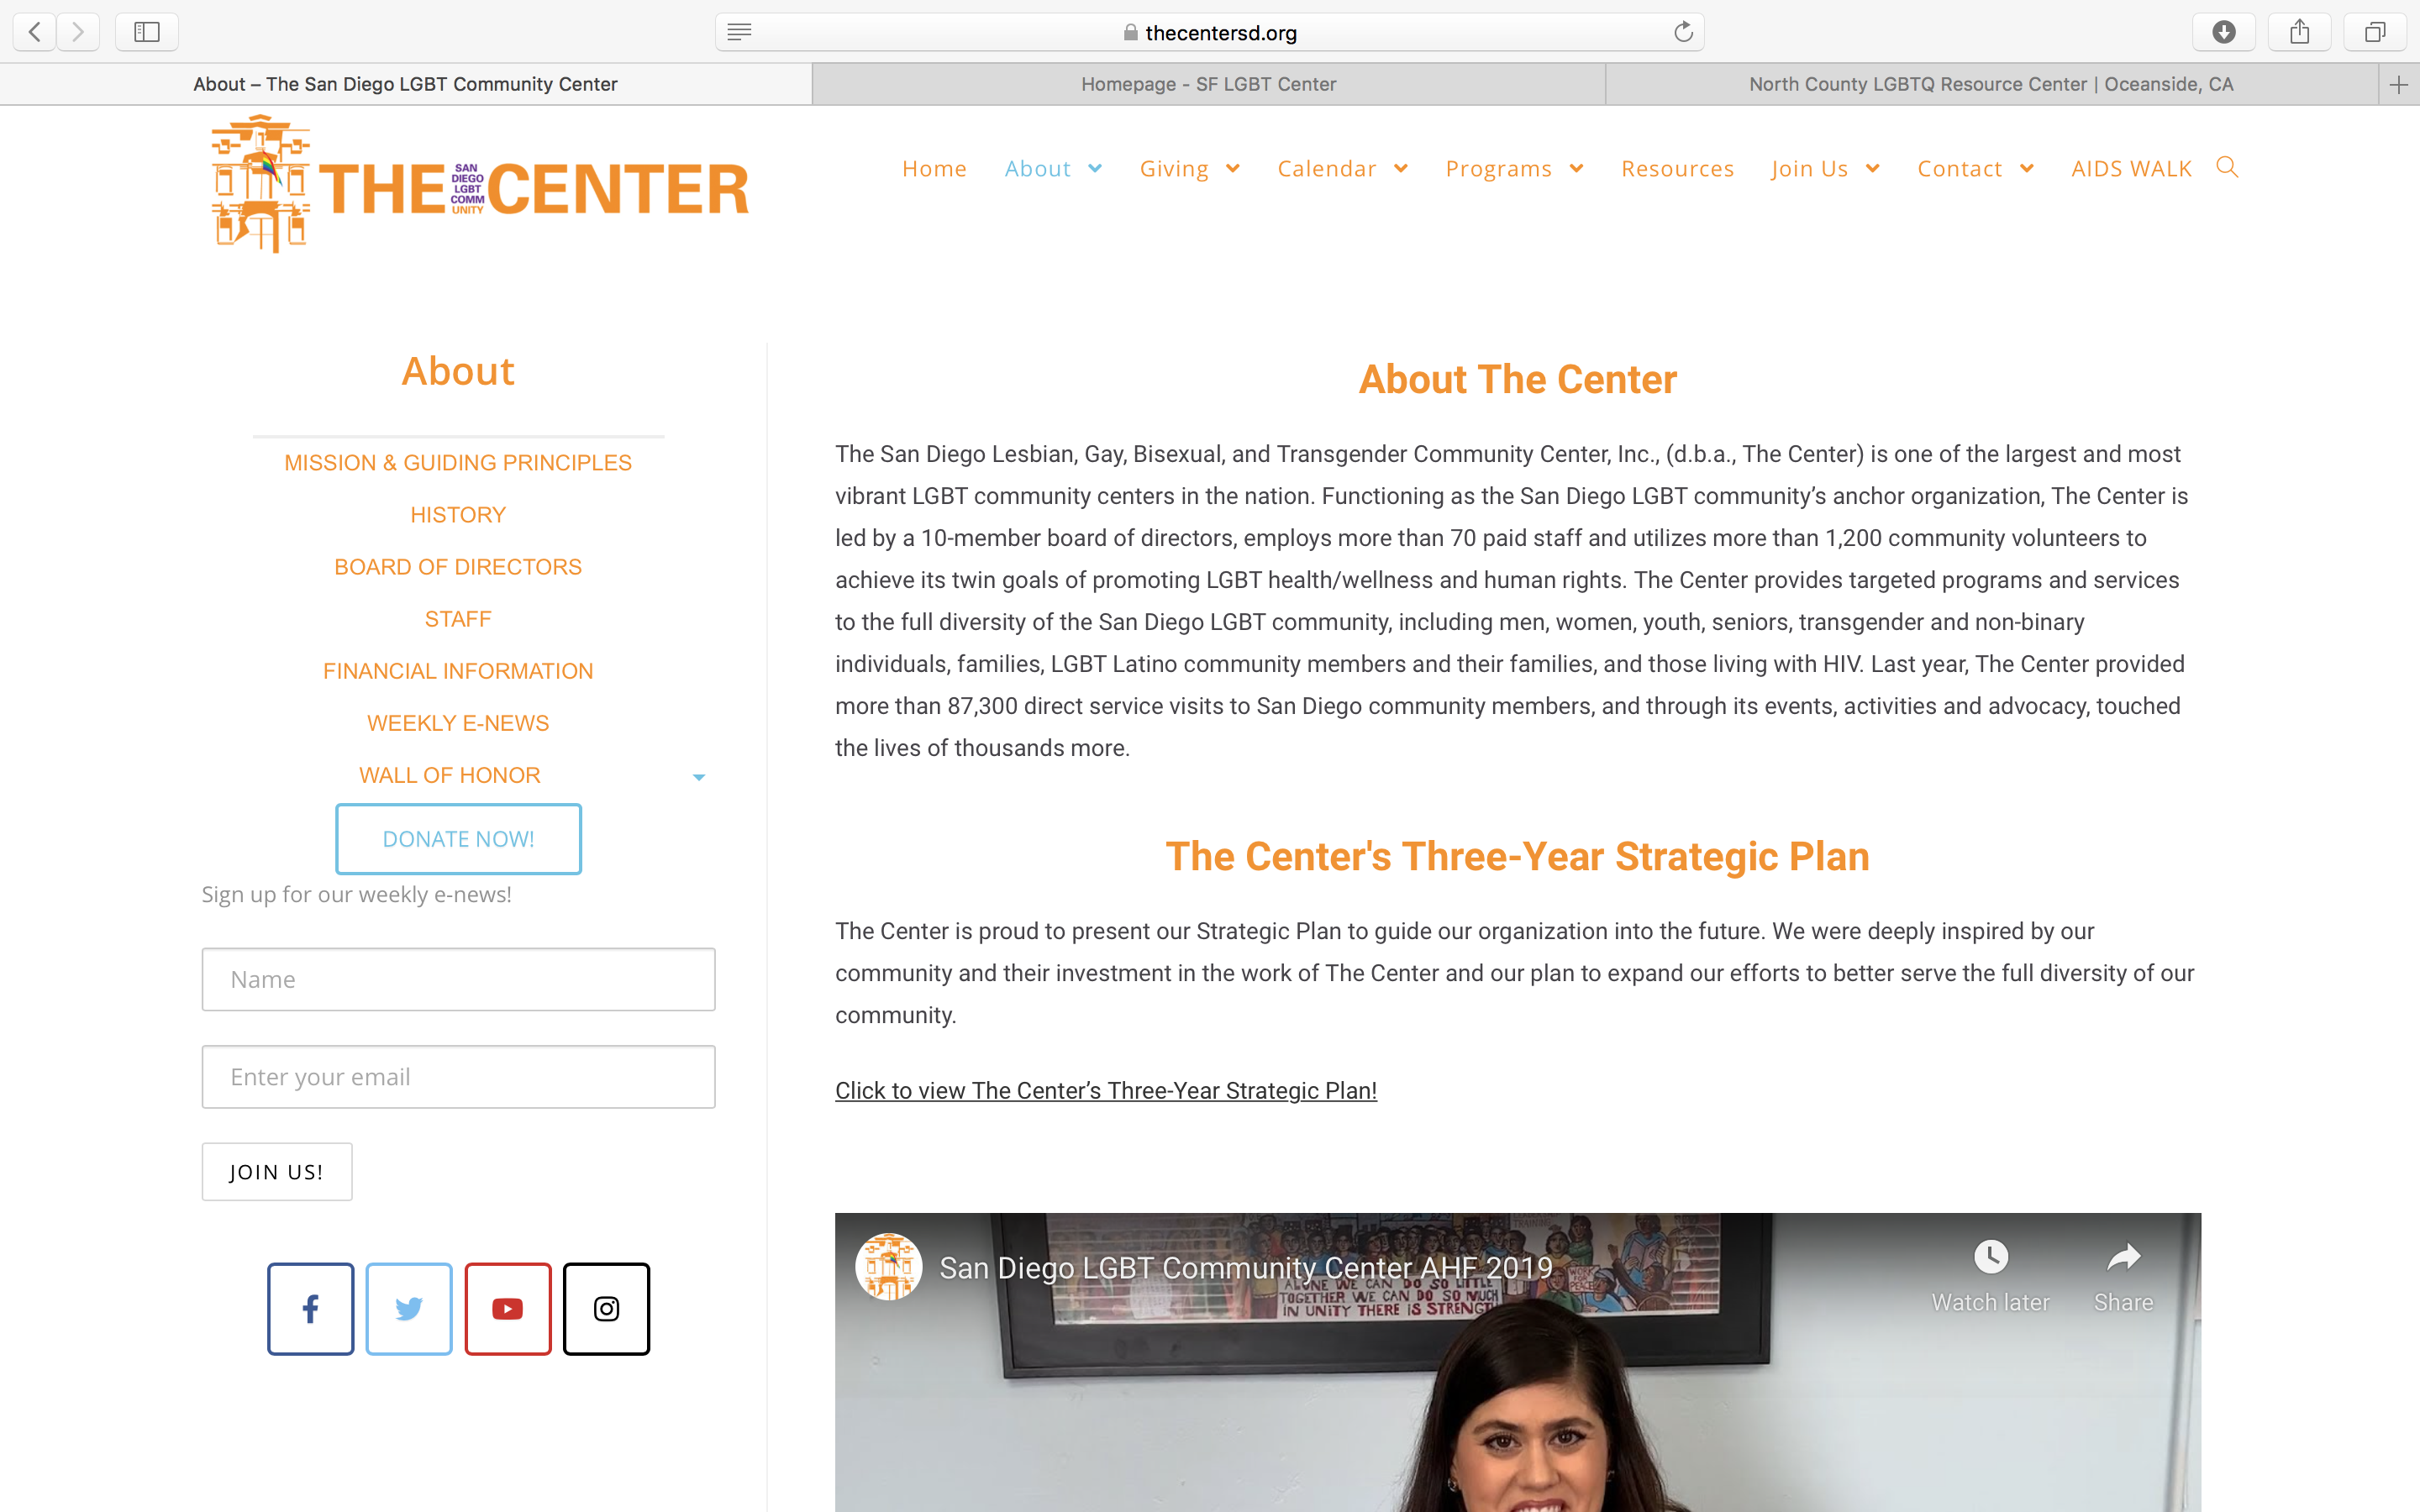 thecentersd.org
About – The San Diego LGBT Community Center
Homepage - SF LGBT Center
North County LGBTQ Resource Center | Oceanside, CA
THE SAN DIEGO LGBT COMM UNITY CENTER
Home About Giving Calendar Programs Resources Join Us Contact AIDS WALK
About
MISSION & GUIDING PRINCIPLES
HISTORY
BOARD OF DIRECTORS
STAFF
FINANCIAL INFORMATION
WEEKLY E-NEWS
WALL OF HONOR
DONATE NOW!
Sign up for our weekly e-news!
Name
Enter your email
JOIN US!
About The Center
The San Diego Lesbian, Gay, Bisexual, and Transgender Community Center, Inc., (d.b.a., The Center) is one of the largest and most
vibrant LGBT community centers in the nation. Functioning as the San Diego LGBT community’s anchor organization, The Center is
led by a 10-member board of directors, employs more than 70 paid staff and utilizes more than 1,200 community volunteers to
achieve its twin goals of promoting LGBT health/wellness and human rights. The Center provides targeted programs and services
to the full diversity of the San Diego LGBT community, including men, women, youth, seniors, transgender and non-binary
individuals, families, LGBT Latino community members and their families, and those living with HIV. Last year, The Center provided
more than 87,300 direct service visits to San Diego community members, and through its events, activities and advocacy, touched
the lives of thousands more.
The Center's Three-Year Strategic Plan
The Center is proud to present our Strategic Plan to guide our organization into the future. We were deeply inspired by our
community and their investment in the work of The Center and our plan to expand our efforts to better serve the full diversity of our
community.
Click to view The Center’s Three-Year Strategic Plan!
San Diego LGBT Community Center AHF 2019
Watch later
Share
ALONE WE CAN DO SO LITTLE
TOGETHER WE CAN DO SO MUCH
IN UNITY THERE IS STRENGTH